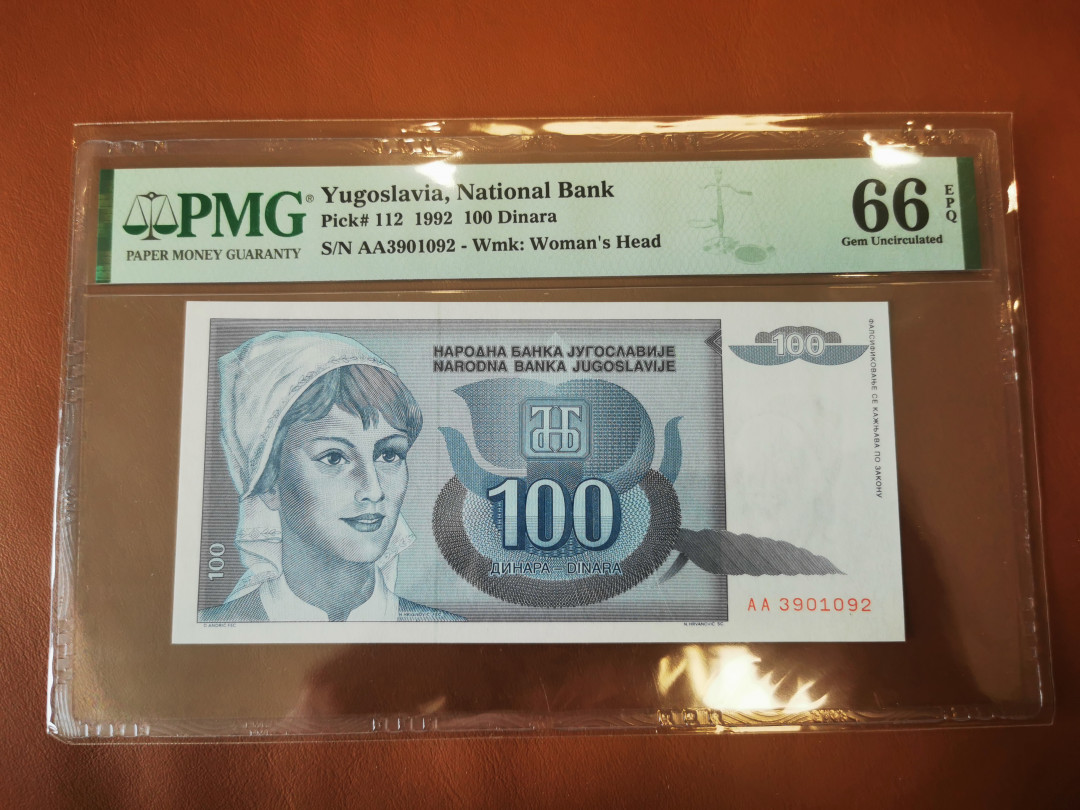 PMG®
PAPER MONEY GUARANTY
Yugoslavia, National Bank
Pick# 112 1992 100 Dinara
S/N AA3901092 - Wmk: Woman's Head
66
EPQ
Gem Uncirculated
НАРОДНА БАНКА ЈУГОСЛАВИЈЕ
NARODNA BANKA JUGOSLAVIJE
100
ФАЛСИФИКОВАЊЕ СЕ КАЖЊАВА ПО ЗАКОНУ
100
ДИНАРА – DINARA
100
AA 3901092